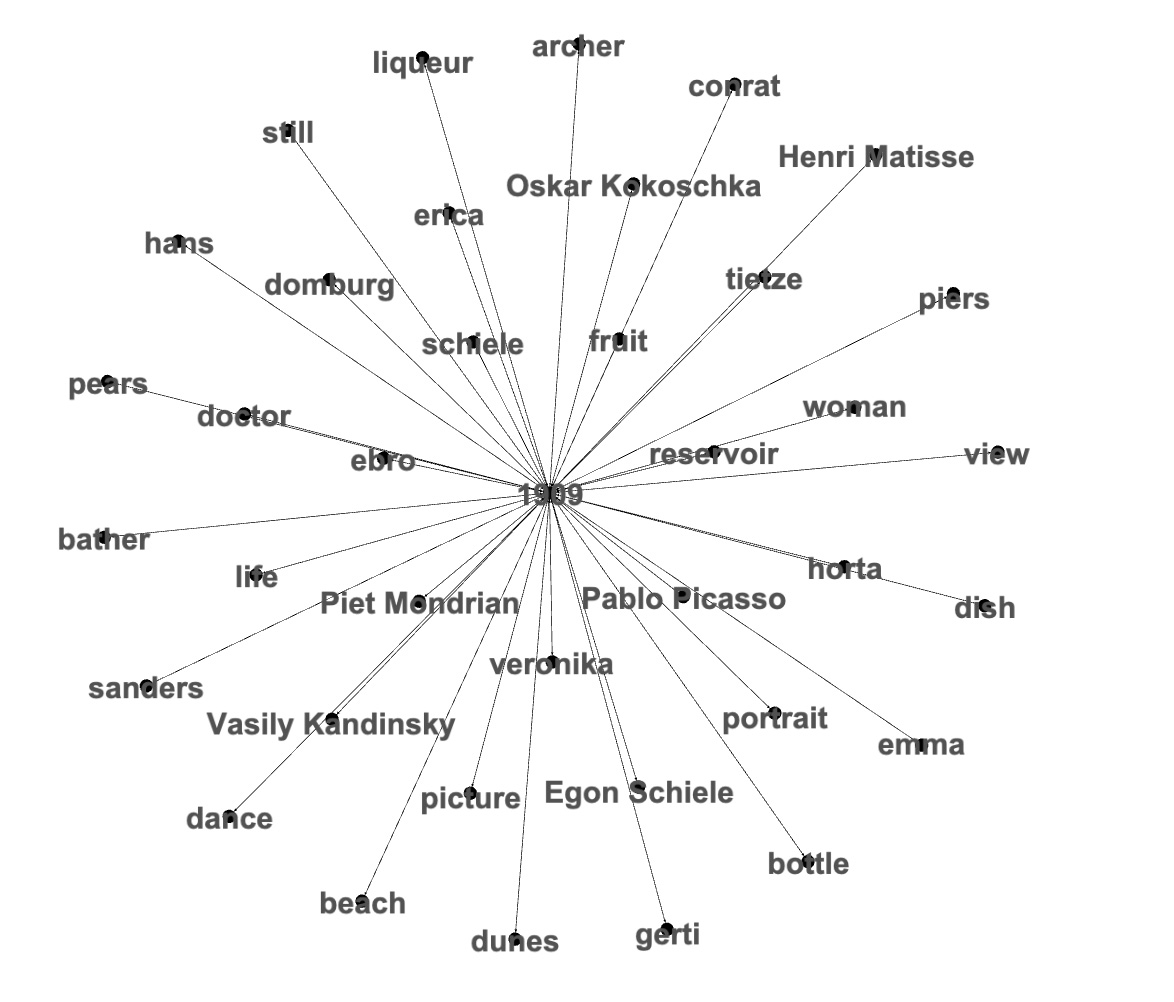 archer
liqueur
conrat
still
Henri Matisse
Oskar Kokoschka
erica
hans
tietze
domburg
piers
fruit
schiele
pears
woman
doctor
reservoir
view
ebro
1909
bather
horta
life
Pablo Picasso
Piet Mondrian
dish
veronika
sanders
portrait
Vasily Kandinsky
emma
Egon Schiele
picture
dance
bottle
beach
gerti
dunes